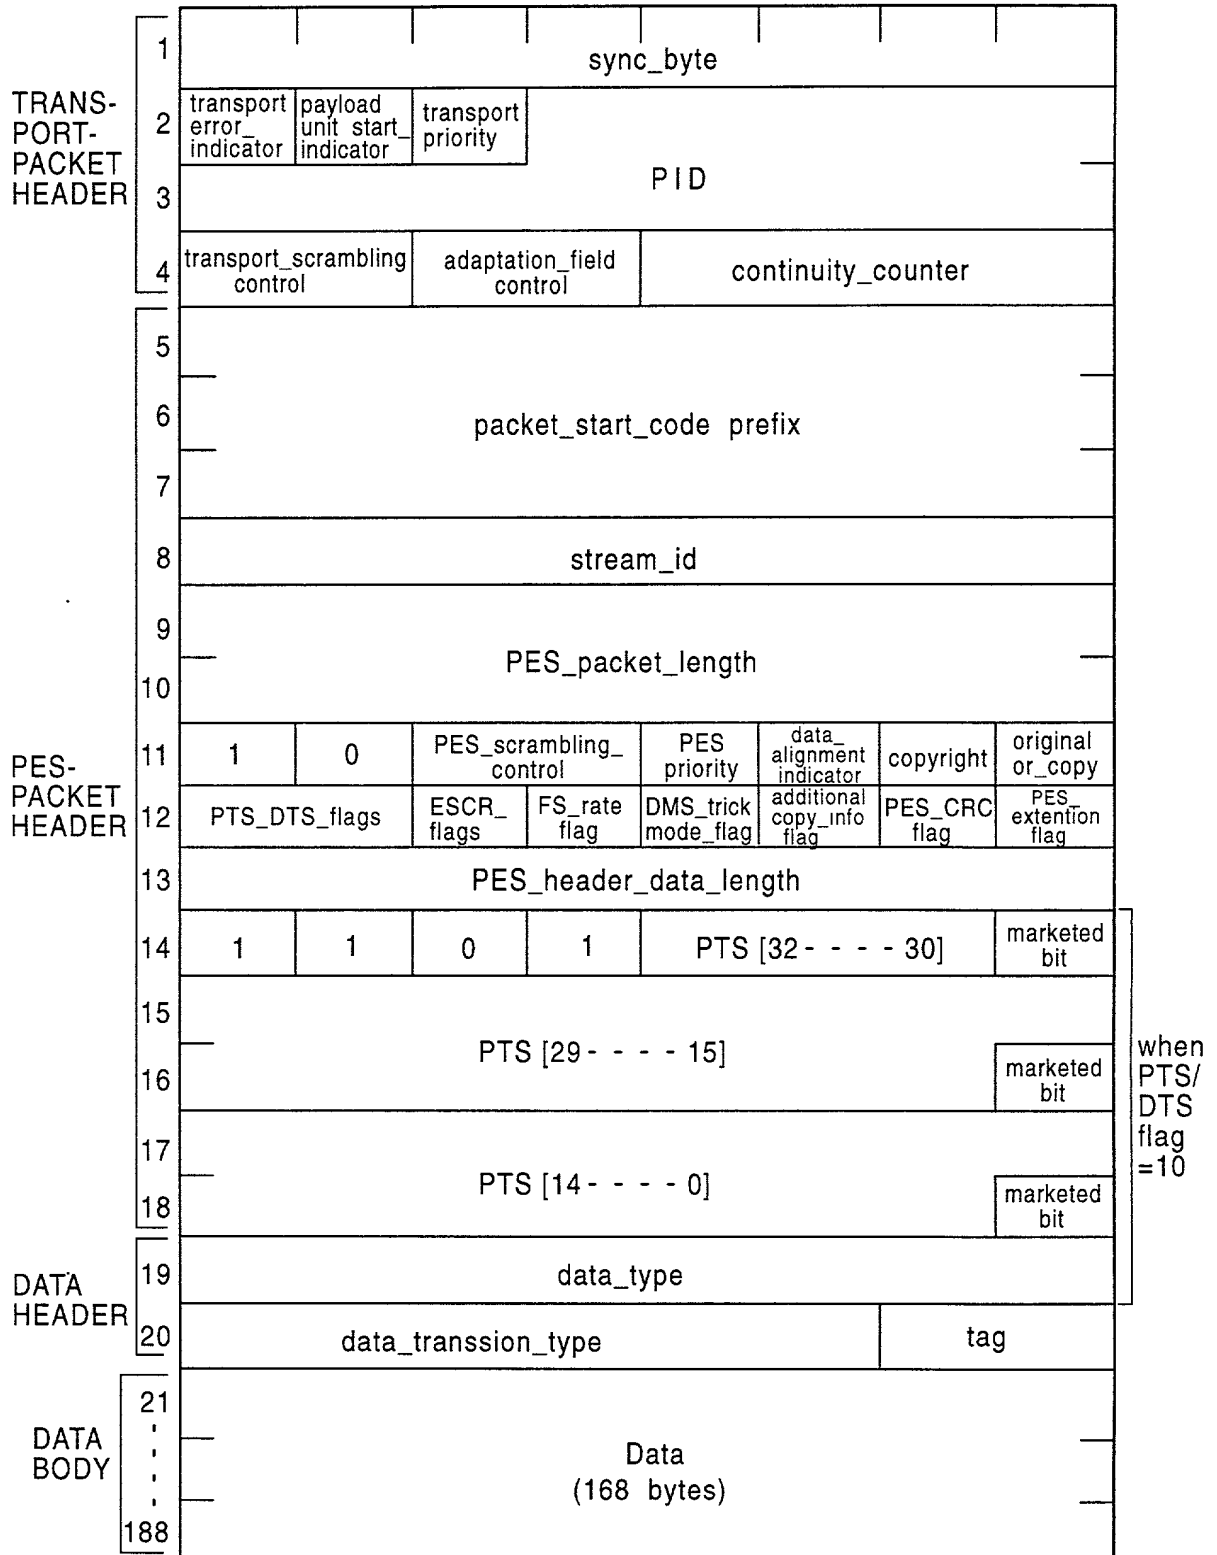 1
sync_byte
TRANS-
PORT-
PACKET
HEADER
2
transport
error_
indicator
payload
unit start_
indicator
transport
priority
3
PID
4
transport_scrambling
control
adaptation_field
control
continuity_counter
5
6
packet_start_code prefix
7
8
stream_id
9
PES_packet_length
10
PES-
PACKET
HEADER
11
1
0
PES_scrambling_
control
PES
priority
data_
alignment
indicator
copyright
original
or_copy
12
PTS_DTS_flags
ESCR_
flags
FS_rate
flag
DMS_trick
mode_flag
additional
copy_info
flag
PES_CRC
flag
PES_
extention
flag
13
PES_header_data_length
14
1
1
0
1
PTS [32 - - - - 30]
marketed
bit
15
PTS [29 - - - - 15]
16
marketed
bit
17
PTS [14 - - - - 0]
18
marketed
bit
when
PTS/
DTS
flag
=10
DATA
HEADER
19
data_type
20
data_transsion_type
tag
DATA
BODY
21
188
Data
(168 bytes)